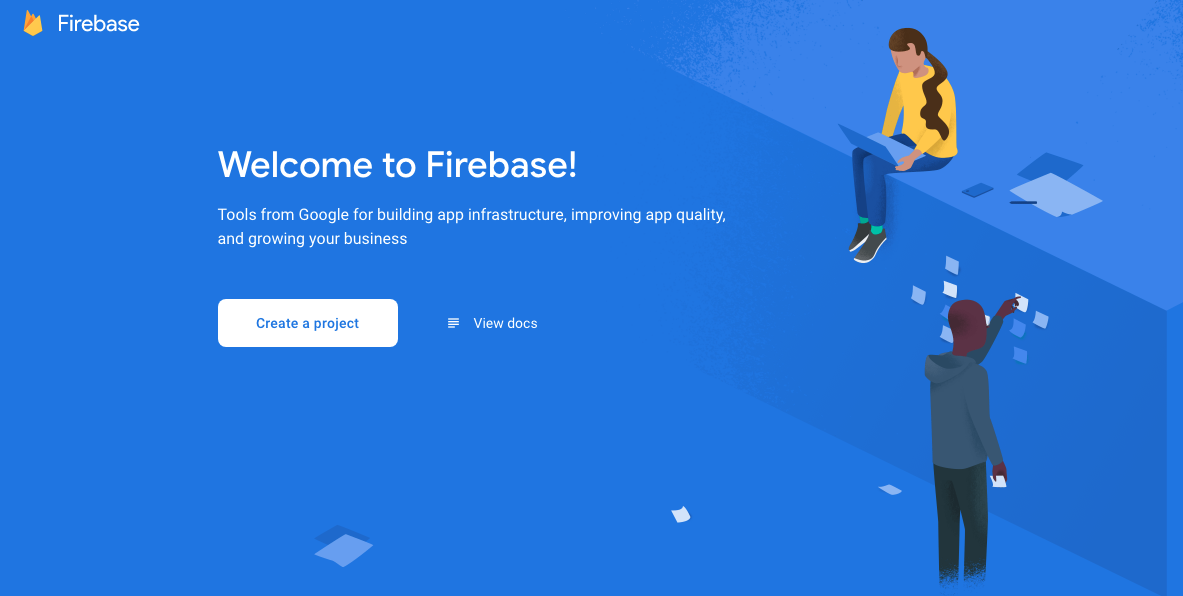 Firebase
Welcome to Firebase!
Tools from Google for building app infrastructure, improving app quality,
and growing your business
Create a project
View docs